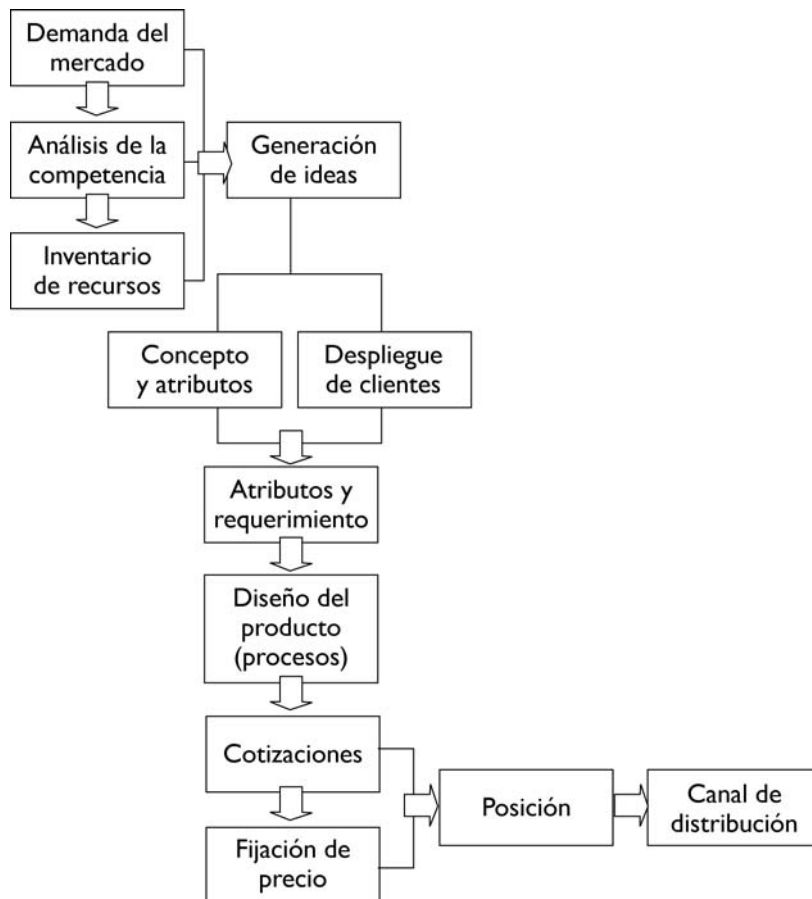 Demanda del
mercado
Análisis de la
competencia
Generación
de ideas
Inventario
de recursos
Concepto
y atributos
Despliegue
de clientes
Atributos y
requerimiento
Diseño del
producto
(procesos)
Cotizaciones
Posición
Canal de
distribución
Fijación de
precio